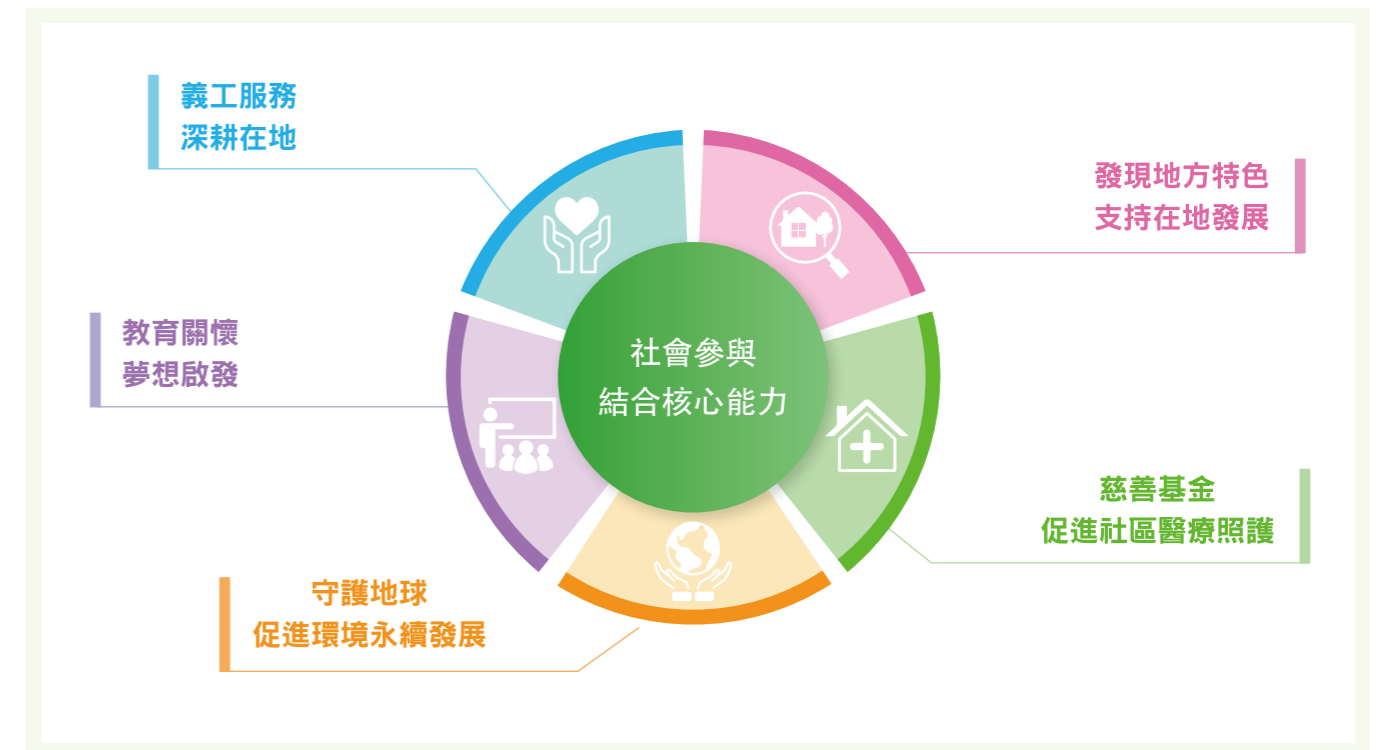 義工服務
深耕在地
發現地方特色
支持在地發展
教育關懷
夢想啟發
社會參與
結合核心能力
慈善基金
促進社區醫療照護
守護地球
促進環境永續發展